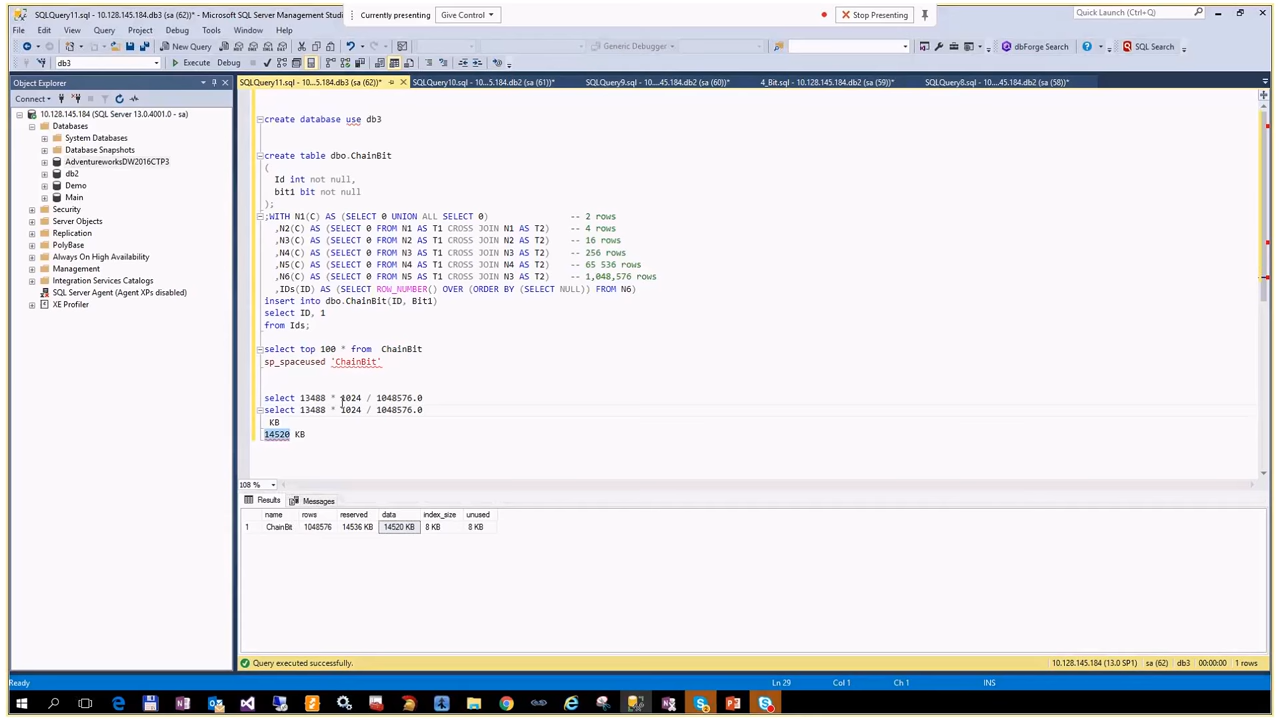 SQLQuery11.sql - 10.128.145.184.db3 (sa (62))* - Microsoft SQL Server Management Studi
Currently presenting
Give Control
Stop Presenting
Quick Launch (Ctrl+Q)
File Edit View Query Project Debug Tools Window Help
New Query
Generic Debugger
dbForge Search
SQL Search
db3
Execute
Debug
Object Explorer
Connect
10.128.145.184 (SQL Server 13.0.4001.0 - sa)
Databases
System Databases
Database Snapshots
AdventureworksDW2016CTP3
db2
Demo
Main
Security
Server Objects
Replication
PolyBase
Always On High Availability
Management
Integration Services Catalogs
SQL Server Agent (Agent XPs disabled)
XE Profiler
SQLQuery11.sql - 10...5.184.db3 (sa (62))*
SQLQuery10.sql - 10...5.184.db2 (sa (61))*
SQLQuery9.sql - 10....45.184.db2 (sa (60))*
4_Bit.sql - 10.128.145.184.db2 (sa (59))*
SQLQuery8.sql - 10....45.184.db2 (sa (58))*
create database use db3
create table dbo.ChainBit
(
Id int not null,
bit1 bit not null
);
;WITH N1(C) AS (SELECT 0 UNION ALL SELECT 0) -- 2 rows
,N2(C) AS (SELECT 0 FROM N1 AS T1 CROSS JOIN N1 AS T2) -- 4 rows
,N3(C) AS (SELECT 0 FROM N2 AS T1 CROSS JOIN N2 AS T2) -- 16 rows
,N4(C) AS (SELECT 0 FROM N3 AS T1 CROSS JOIN N3 AS T2) -- 256 rows
,N5(C) AS (SELECT 0 FROM N4 AS T1 CROSS JOIN N4 AS T2) -- 65 536 rows
,N6(C) AS (SELECT 0 FROM N5 AS T1 CROSS JOIN N3 AS T2) -- 1,048,576 rows
,IDs(ID) AS (SELECT ROW_NUMBER() OVER (ORDER BY (SELECT NULL)) FROM N6)
insert into dbo.ChainBit(ID, Bit1)
select ID, 1
from Ids;
select top 100 * from ChainBit
sp_spaceused 'ChainBit'
select 13488 * 1024 / 1048576.0
select 13488 * 1024 / 1048576.0
KB
14520 KB
108 %
Results Messages
name rows reserved data index_size unused
1 ChainBit 1048576 14536 KB 14520 KB 8 KB 8 KB
Query executed successfully.
10.128.145.184 (13.0 SP1) sa (62) db3 00:00:00 1 rows
Ready
Ln 29 Col 1 Ch 1 INS